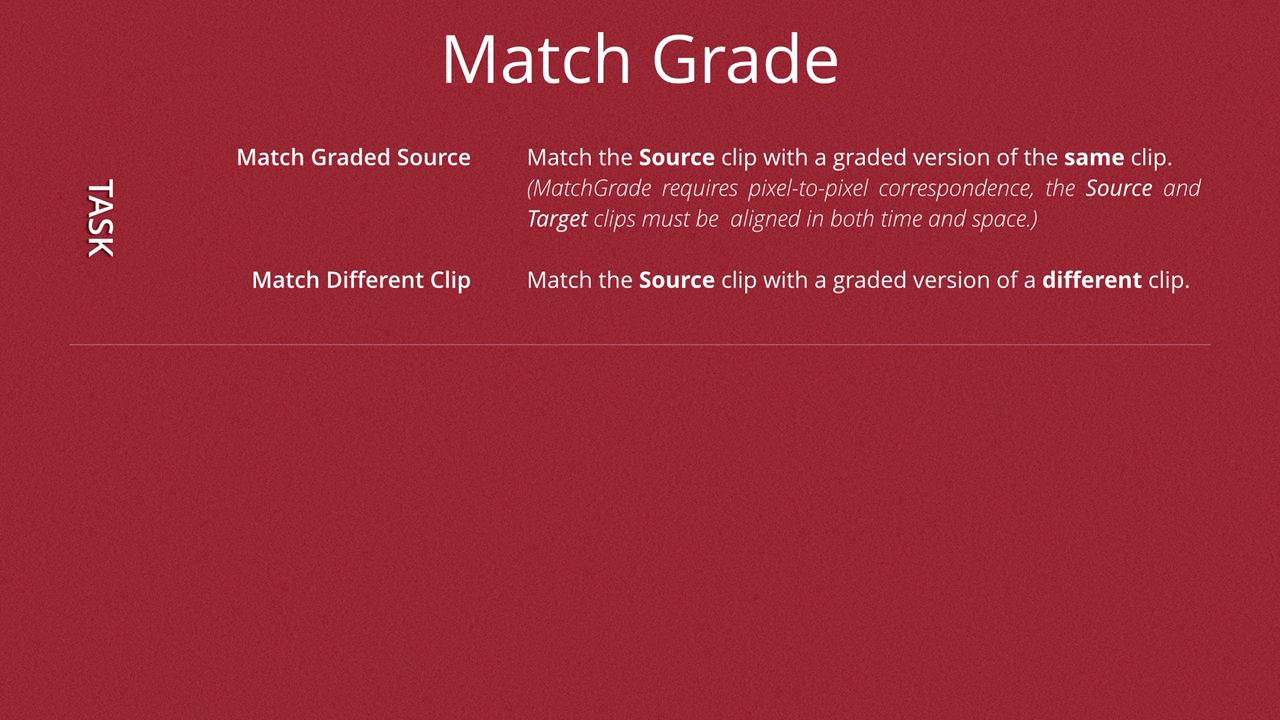 Match Grade
TASK
Match Graded Source
Match the Source clip with a graded version of the same clip.
(MatchGrade requires pixel-to-pixel correspondence, the Source and
Target clips must be aligned in both time and space.)
Match Different Clip
Match the Source clip with a graded version of a different clip.